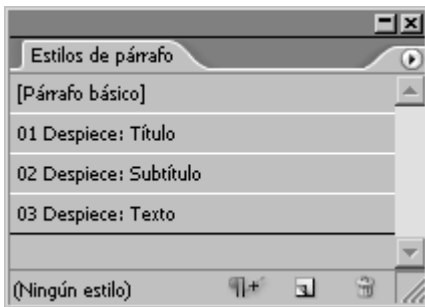 Estilos de párrafo
[Párrafo básico]
01 Despiece: Título
02 Despiece: Subtítulo
03 Despiece: Texto
(Ningún estilo)